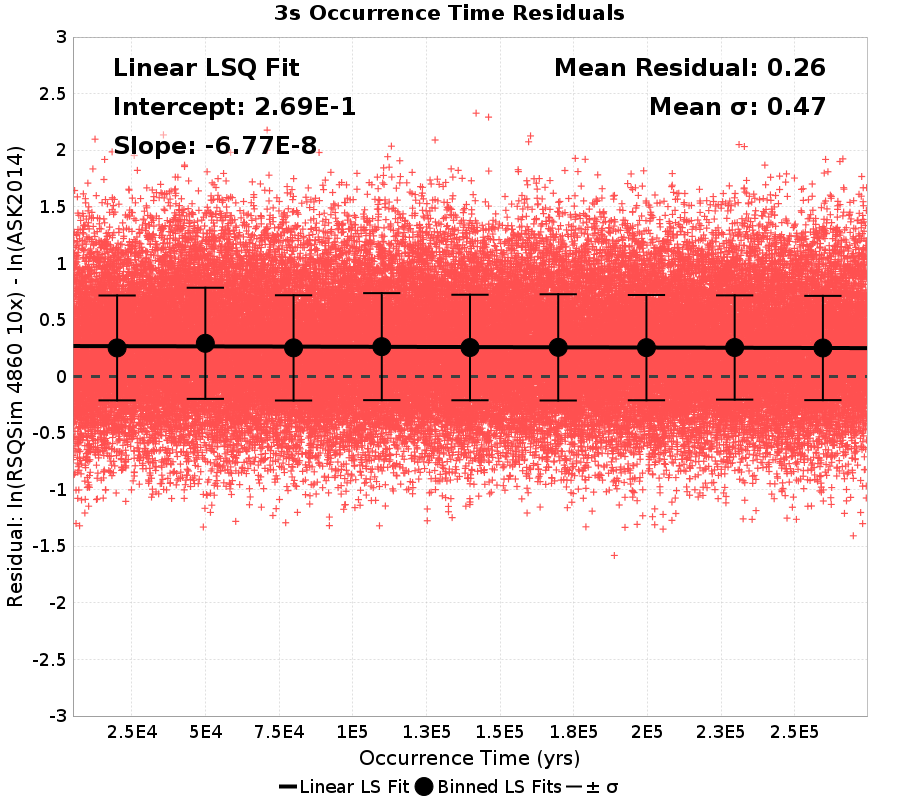 3s Occurrence Time Residuals
Linear LSQ Fit
Intercept: 2.69E-1
Slope: -6.77E-8
Mean Residual: 0.26
Mean σ: 0.47
Residual: ln(RSQSim 4860 10x) - ln(ASK2014)
3
2.5
2
1.5
1
0.5
0
-0.5
-1
-1.5
-2
-2.5
-3
2.5E4 5E4 7.5E4 1E5 1.3E5 1.5E5 1.8E5 2E5 2.3E5 2.5E5
Occurrence Time (yrs)
Linear LS Fit Binned LS Fits ± σ